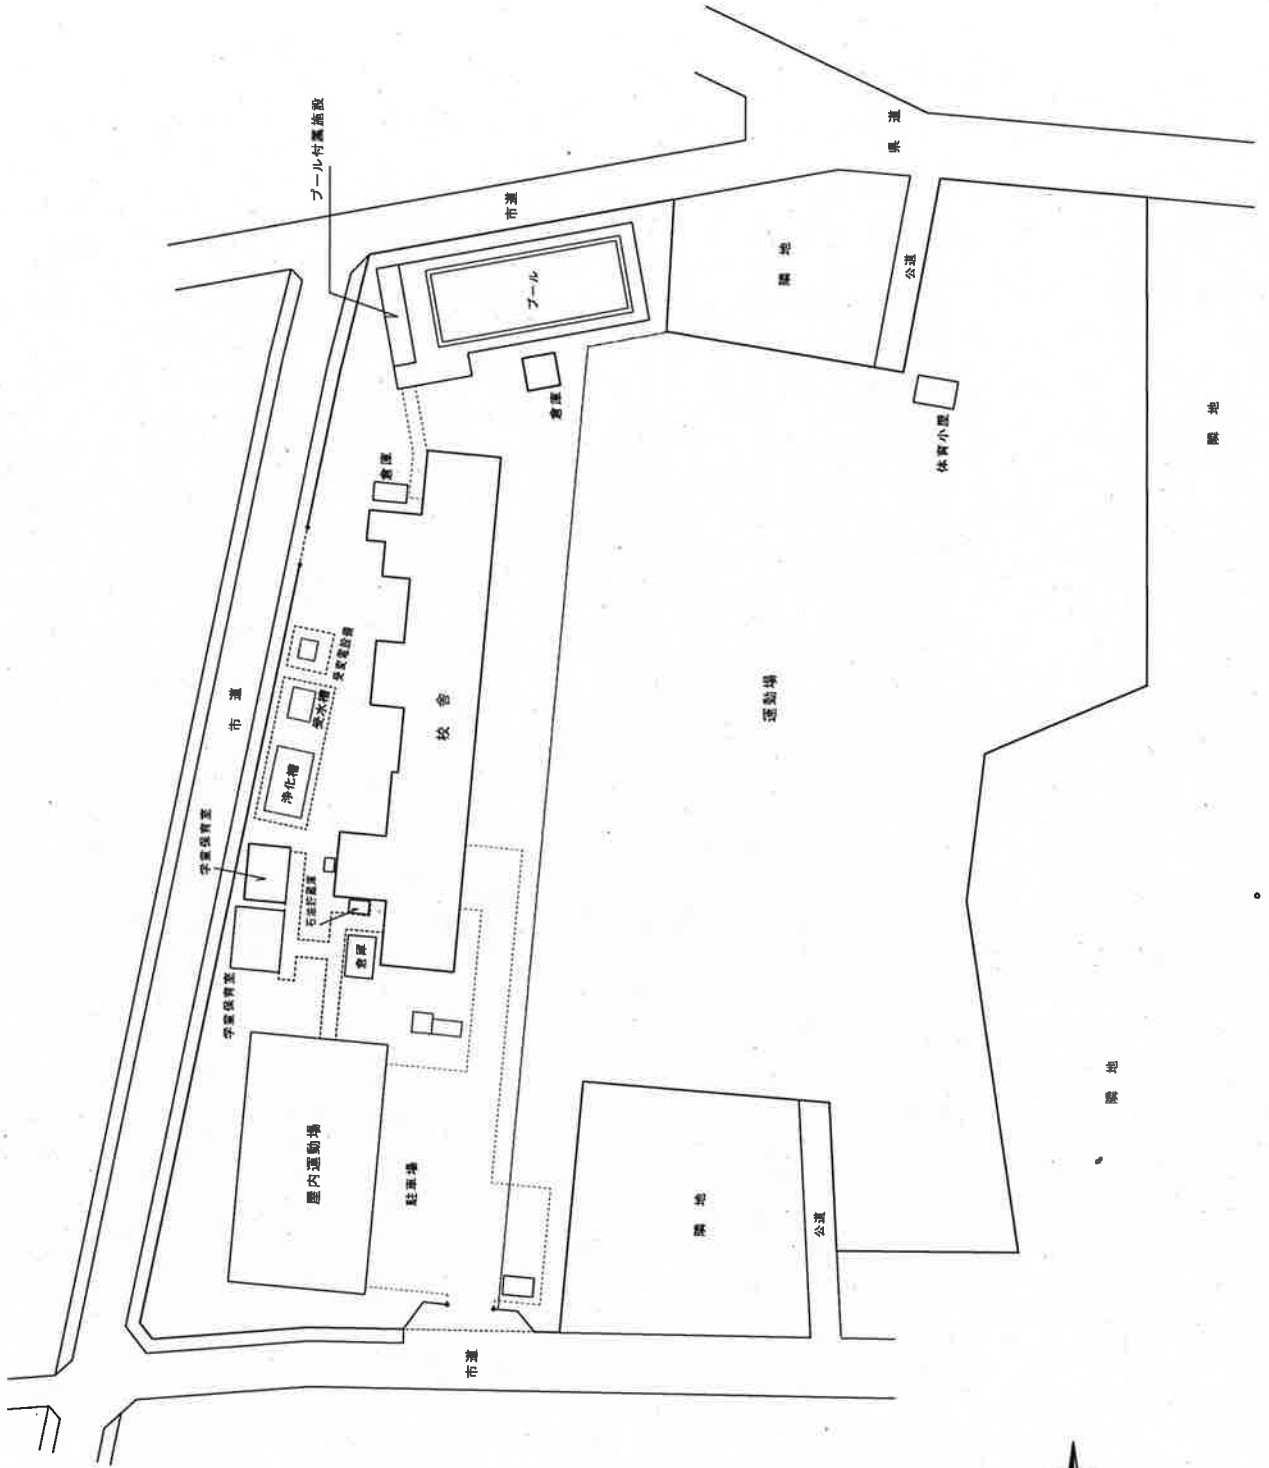 プール付属施設
市道
県道
プール
隣地
公道
倉庫
体育小屋
隣地
倉庫
受変電設備
受水槽
浄化槽
市道
校舎
運動場
学童保育室
石油貯蔵庫
倉庫
学童保育室
屋内運動場
駐車場
隣地
公道
隣地
市道